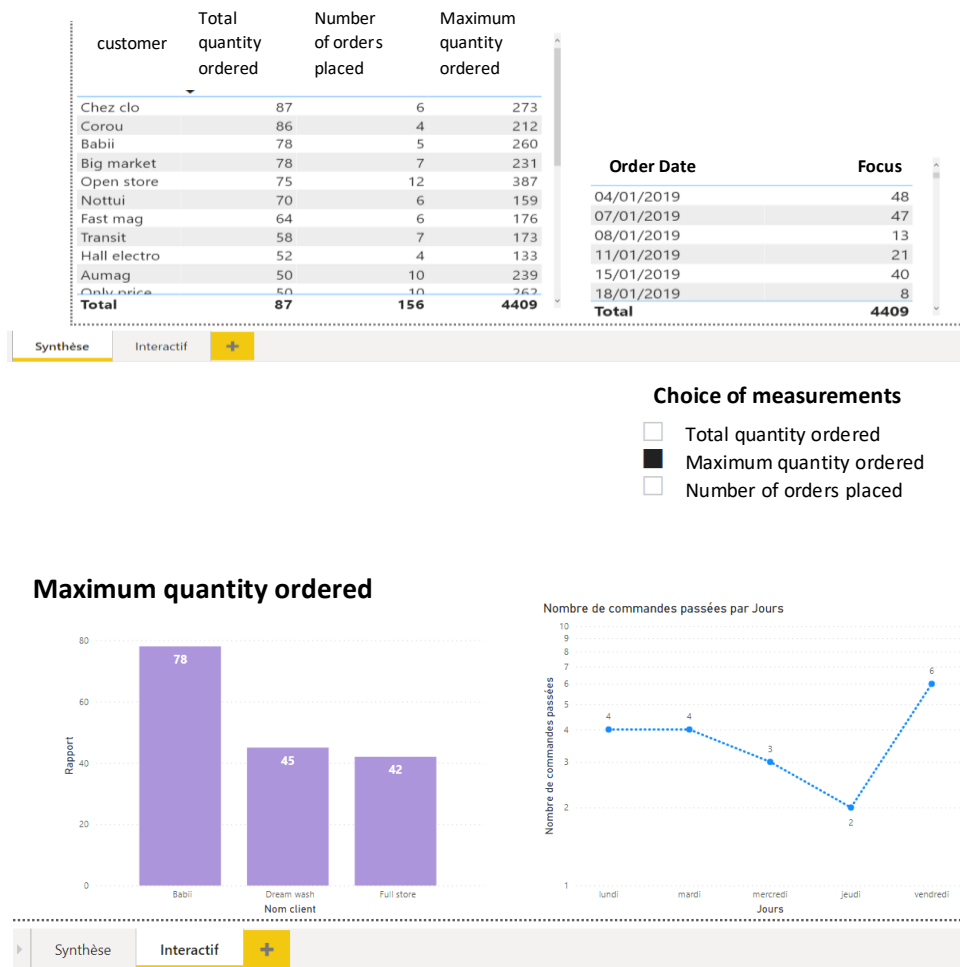 customer
Total quantity ordered
Number of orders placed
Maximum quantity ordered
Chez clo 87 6 273
Corou 86 4 212
Babii 78 5 260
Big market 78 7 231
Open store 75 12 387
Nottui 70 6 159
Fast mag 64 6 176
Transit 58 7 173
Hall electro 52 4 133
Aumag 50 10 239
Only price 50 10 262
Total 87 156 4409
Order Date Focus
04/01/2019 48
07/01/2019 47
08/01/2019 13
11/01/2019 21
15/01/2019 40
18/01/2019 8
Total 4409
Synthèse Interactif +
Choice of measurements
Total quantity ordered
Maximum quantity ordered
Number of orders placed
Maximum quantity ordered
Rapport
80
60
40
20
0
78
45
42
Babii Dream wash Full store
Nom client
Nombre de commandes passées par Jours
Nombre de commandes passées
10
9
8
7
6
5
4
3
2
1
4 4 3 2 6
lundi mardi mercredi jeudi vendredi
Jours
Synthèse Interactif +